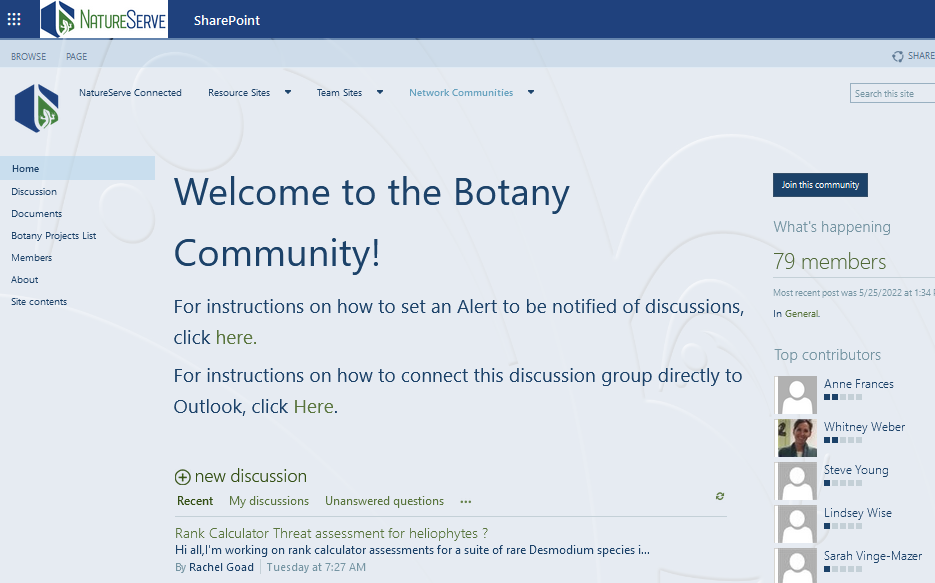 NATURESERVE SharePoint
BROWSE PAGE SHARE
NatureServe Connected Resource Sites Team Sites Network Communities
Search this site
Home
Discussion
Documents
Botany Projects List
Members
About
Site contents
Welcome to the Botany
Community!
For instructions on how to set an Alert to be notified of discussions,
click here.
For instructions on how to connect this discussion group directly to
Outlook, click Here.
new discussion
Recent My discussions Unanswered questions ...
Rank Calculator Threat assessment for heliophytes ?
Hi all,I'm working on rank calculator assessments for a suite of rare Desmodium species i...
By Rachel Goad Tuesday at 7:27 AM
Join this community
What's happening
79 members
Most recent post was 5/25/2022 at 1:34
In General.
Top contributors
Anne Frances
Whitney Weber
Steve Young
Lindsey Wise
Sarah Vinge-Mazer